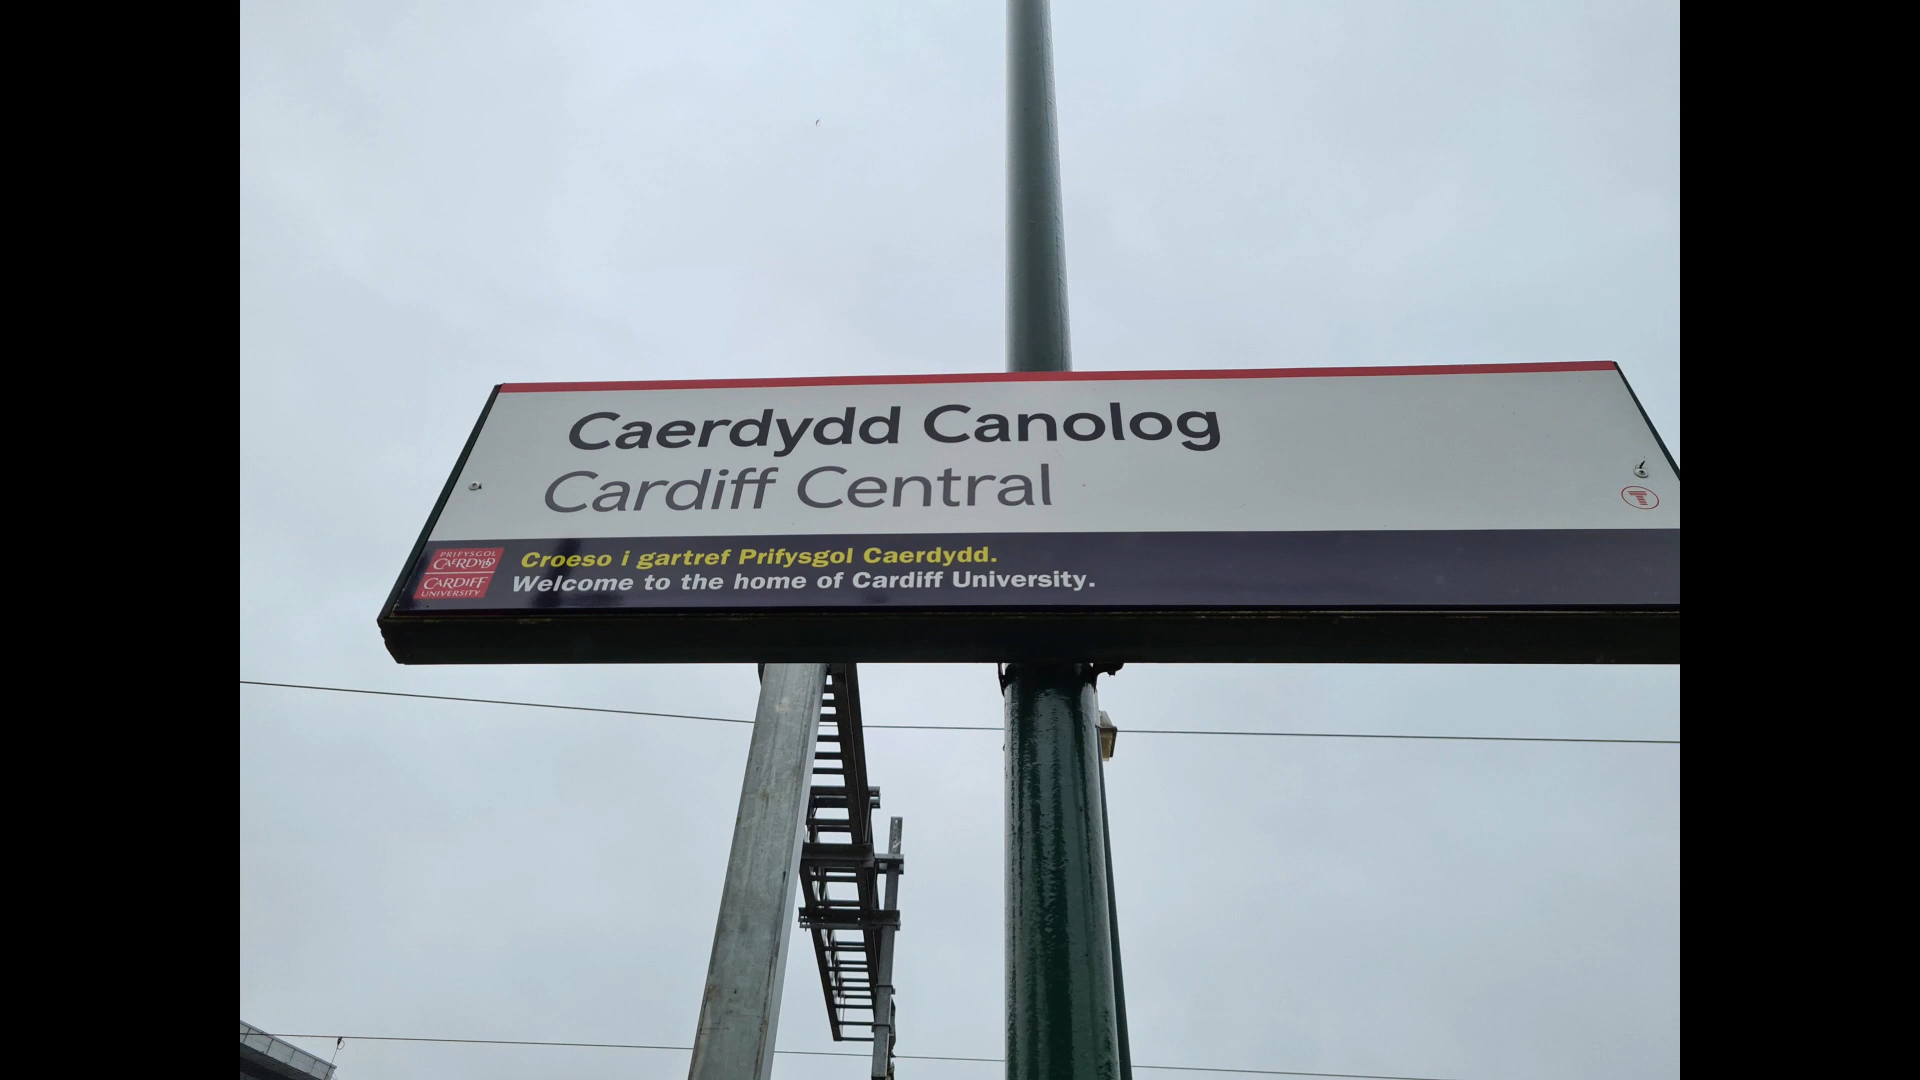 Caerdydd Canolog
Cardiff Central
PRIFYSGOL
CAERDYDD
CARDIFF
UNIVERSITY
Croeso i gartref Prifysgol Caerdydd.
Welcome to the home of Cardiff University.
T